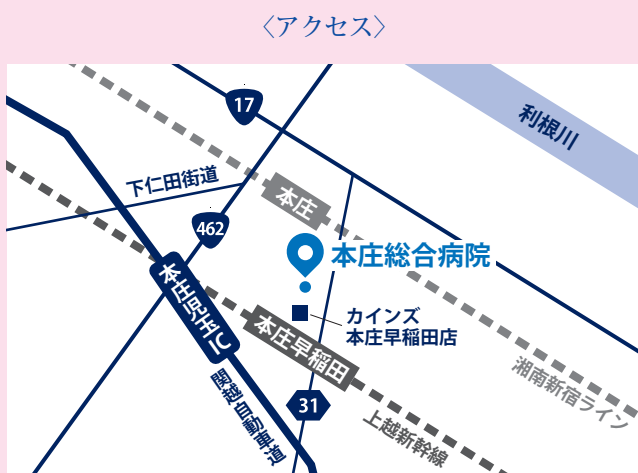 〈アクセス〉
17
利根川
下仁田街道
本庄
462
本庄総合病院
本庄児玉IC
カインズ
本庄早稲田店
本庄早稲田
31
湘南新宿ライン
関越自動車道
上越新幹線